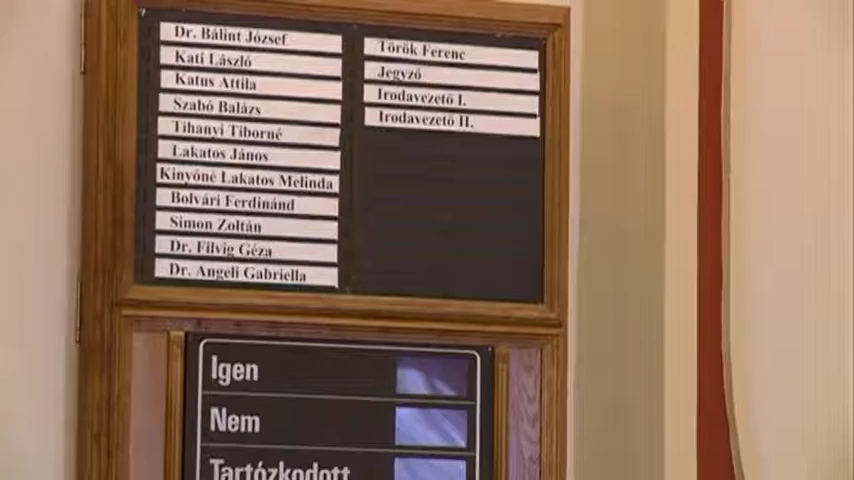 Dr. Bálint József
Kati László
Katus Attila
Szabó Balázs
Tihanyi Tiborné
Lakatos János
Kinyóné Lakatos Melinda
Bolvári Ferdinánd
Simon Zoltán
Dr. Filvig Géza
Dr. Angeli Gabriella
Török Ferenc
Jegyző
Irodavezető I.
Irodavezető II.
Igen
Nem
Tartózkodott